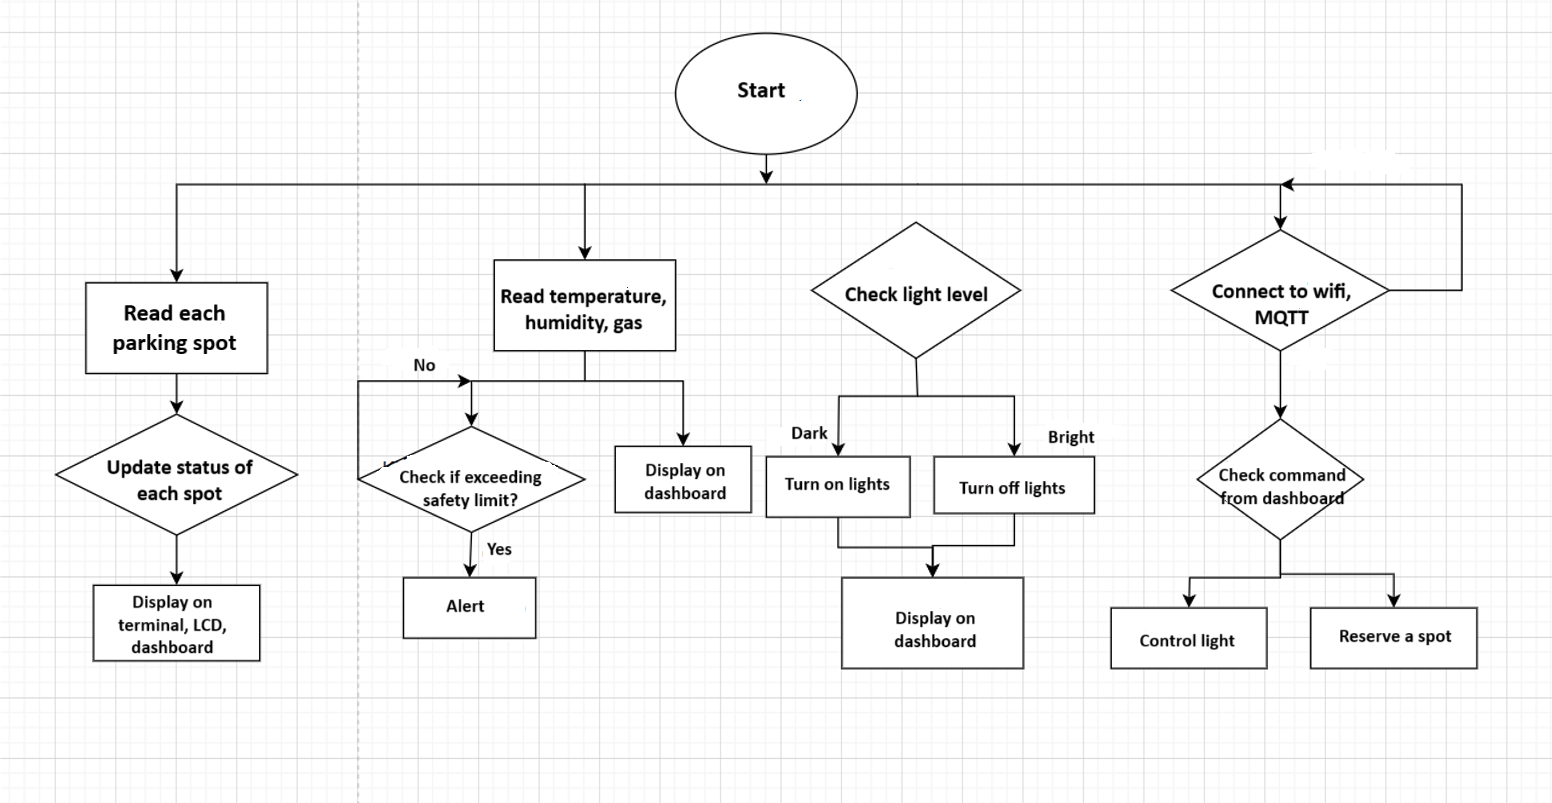 Start
Read each
parking spot
Read temperature,
humidity, gas
Check light level
Connect to wifi,
MQTT
No
Update status of
each spot
Check if exceeding
safety limit?
Display on
dashboard
Dark
Bright
Turn on lights
Turn off lights
Check command
from dashboard
Yes
Display on
terminal, LCD,
dashboard
Alert
Display on
dashboard
Control light
Reserve a spot